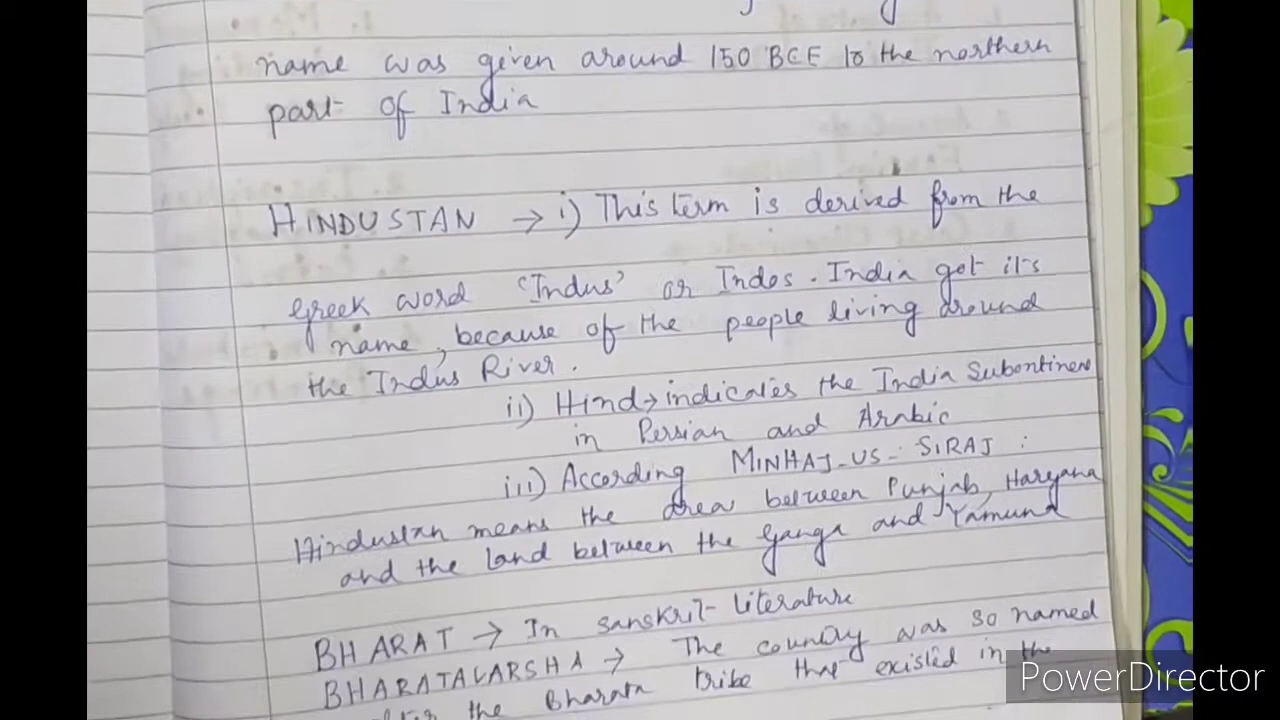 name was given around 150 BCE to the northern
part of India
HINDUSTAN → i) This term is derived from the
Greek word 'Indus' or Indos. India got it's
name, because of the people living around
the Indus River.
ii) Hind → indicates the India Subontinent
in Persian and Arabic
iii) According MINHAJ-US-SIRAJ :
Hindustan means the area between Punjab, Haryana
and the land between the Ganga and Yamuna
BHARAT → In sanskrit literature
BHARATAVARSHA → The country was so named
after the Bharata tribe that existed in the
PowerDirector